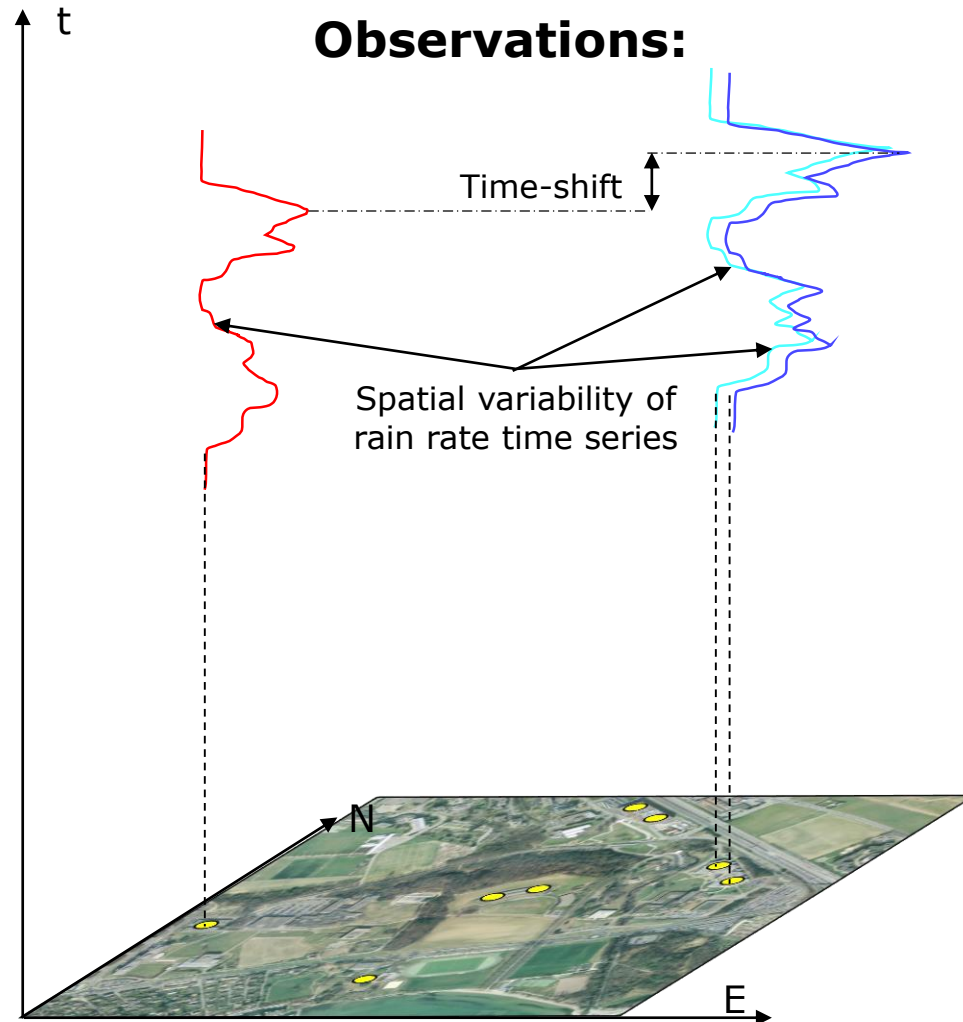 t
Observations:
Time-shift
Spatial variability of
rain rate time series
N
E